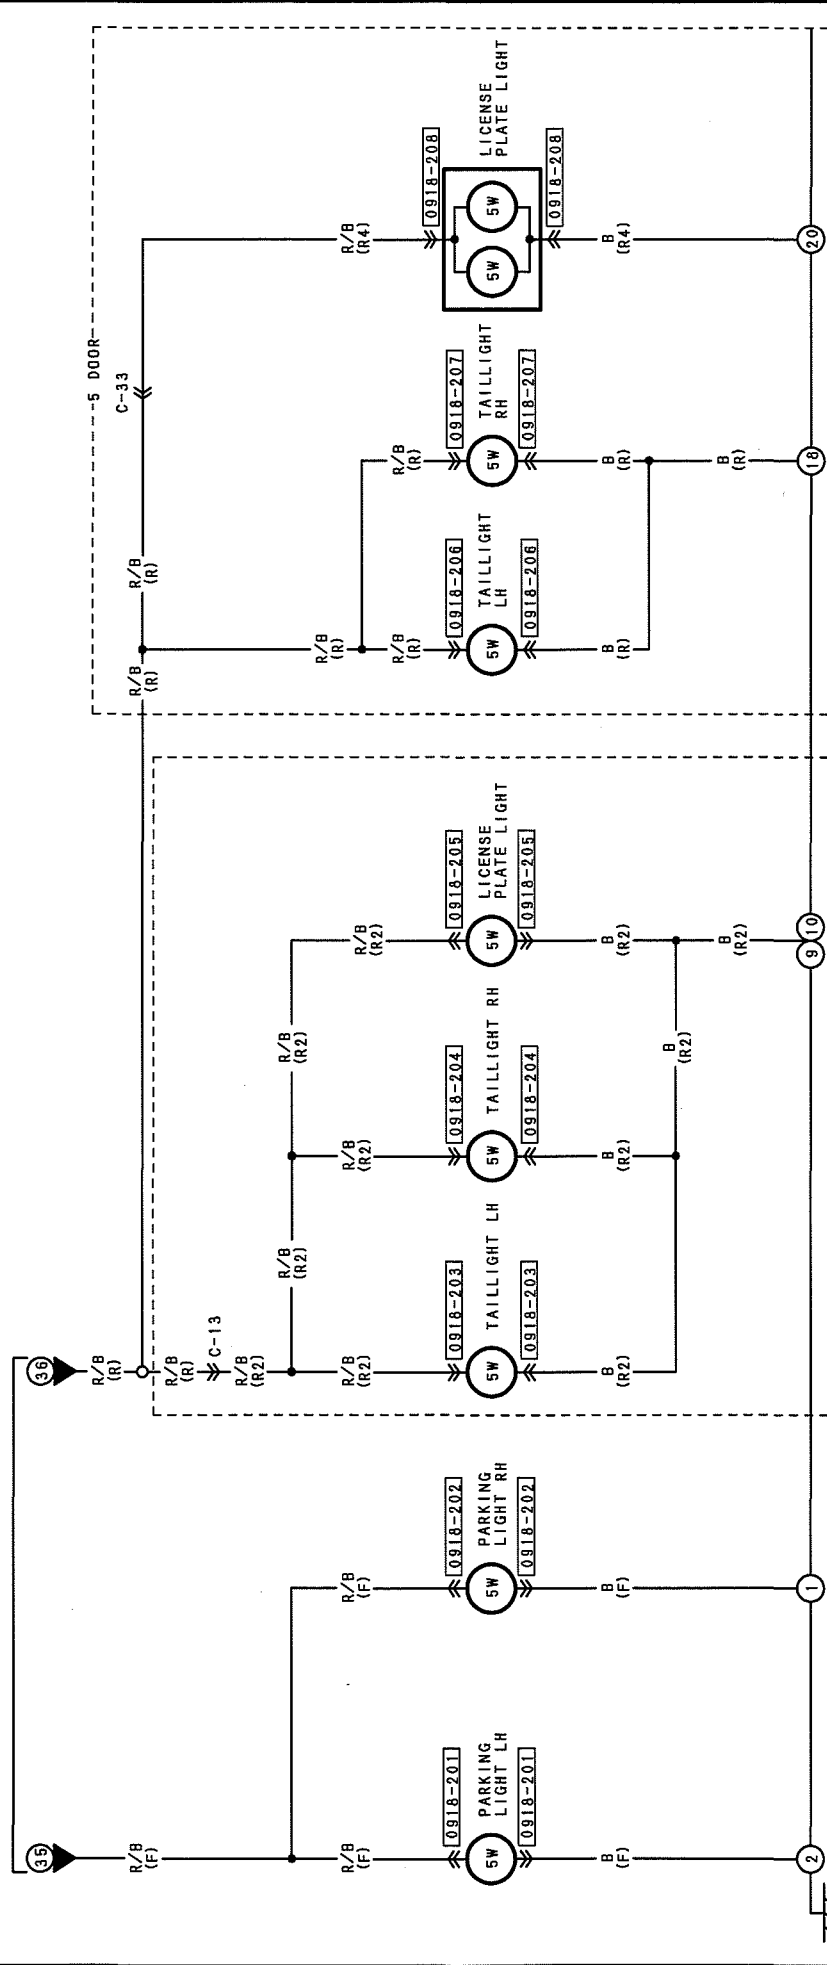 5 DOOR
C-33
R/B
(R4)
0918-208
LICENSE
PLATE LIGHT
5W
5W
0918-208
B
(R4)
20
R/B
(R)
R/B
(R)
0918-207
TAILLIGHT
RH
5W
0918-207
B
(R)
B
(R)
18
R/B
(R)
R/B
(R)
R/B
(R)
0918-206
TAILLIGHT
LH
5W
0918-206
B
(R)
R/B
(R2)
0918-205
LICENSE
PLATE LIGHT
5W
0918-205
B
(R2)
B
(R2)
10
9
R/B
(R2)
R/B
(R2)
0918-204
TAILLIGHT RH
5W
0918-204
B
(R2)
B
(R2)
R/B
(R2)
36
R/B
(R)
R/B
(R)
C-13
R/B
(R2)
R/B
(R2)
0918-203
TAILLIGHT LH
5W
0918-203
B
(R2)
R/B
(F)
0918-202
PARKING
LIGHT RH
5W
0918-202
B
(F)
1
35
R/B
(F)
R/B
(F)
0918-201
PARKING
LIGHT LH
5W
0918-201
B
(F)
2